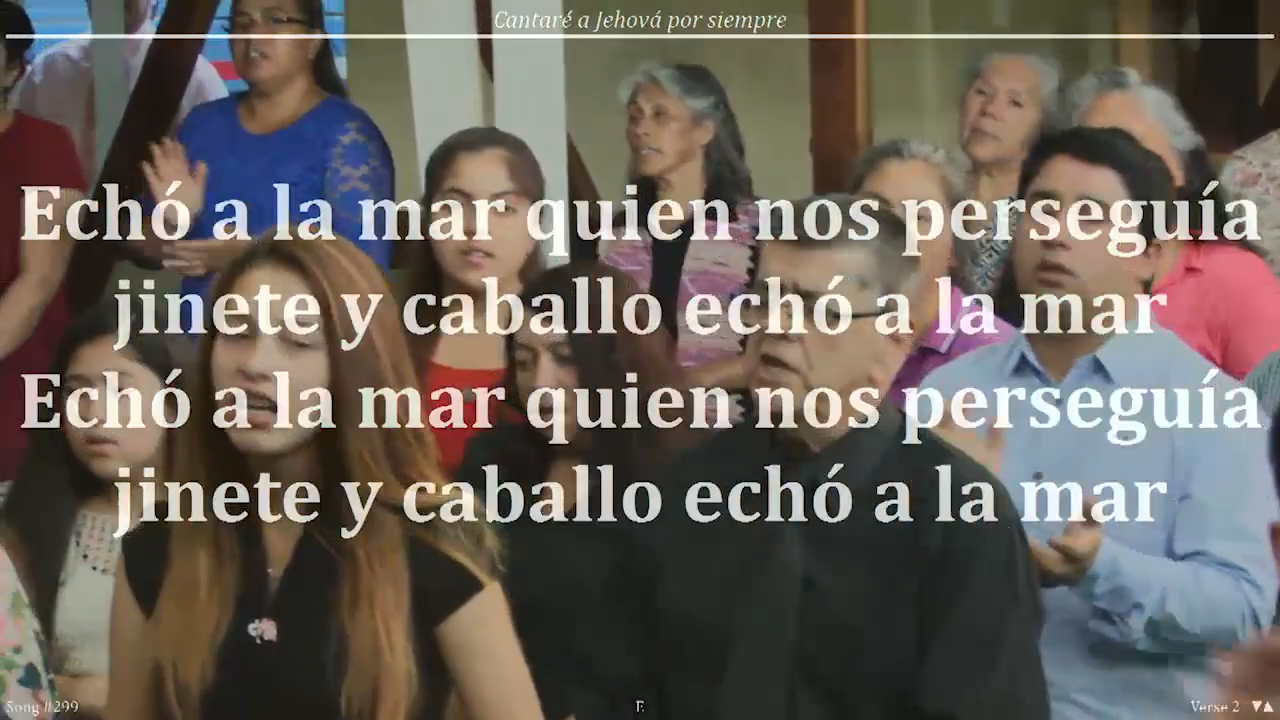 Cantaré a Jehová por siempre
Echó a la mar quien nos perseguía
jinete y caballo echó a la mar
Echó a la mar quien nos perseguía
jinete y caballo echó a la mar
Song #299
E
Verse 2 ▼▲